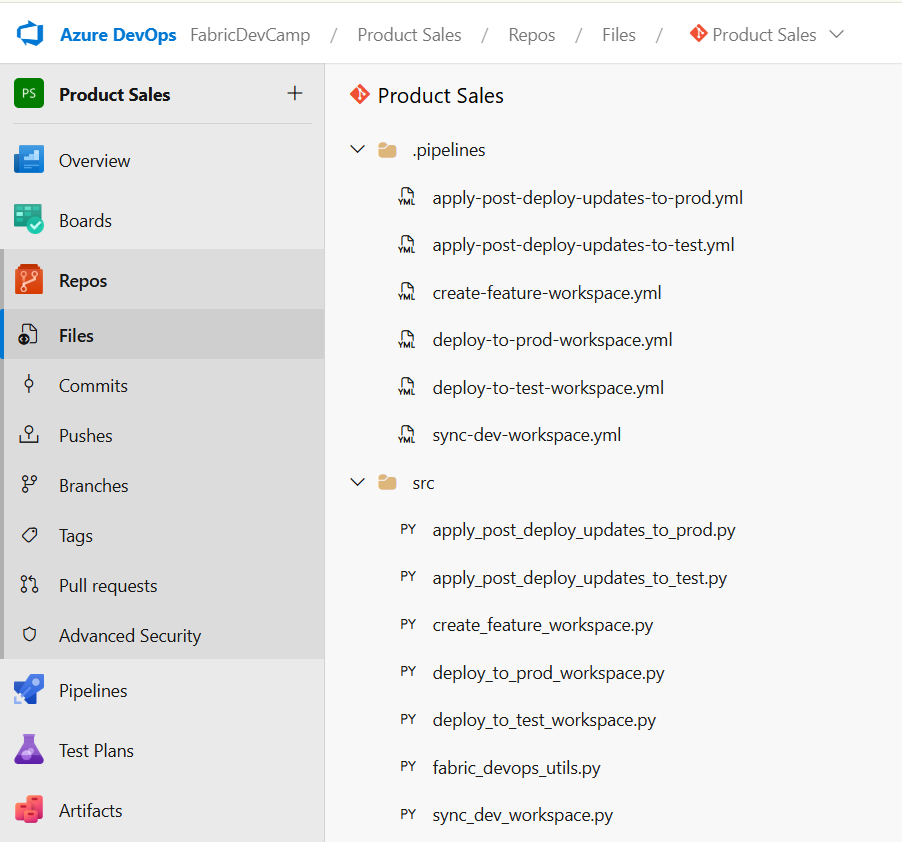 Azure DevOps FabricDevCamp / Product Sales / Repos / Files / Product Sales
PS Product Sales +
Overview
Boards
Repos
Files
Commits
Pushes
Branches
Tags
Pull requests
Advanced Security
Pipelines
Test Plans
Artifacts
Product Sales
.pipelines
YML apply-post-deploy-updates-to-prod.yml
YML apply-post-deploy-updates-to-test.yml
YML create-feature-workspace.yml
YML deploy-to-prod-workspace.yml
YML deploy-to-test-workspace.yml
YML sync-dev-workspace.yml
src
PY apply_post_deploy_updates_to_prod.py
PY apply_post_deploy_updates_to_test.py
PY create_feature_workspace.py
PY deploy_to_prod_workspace.py
PY deploy_to_test_workspace.py
PY fabric_devops_utils.py
PY sync_dev_workspace.py